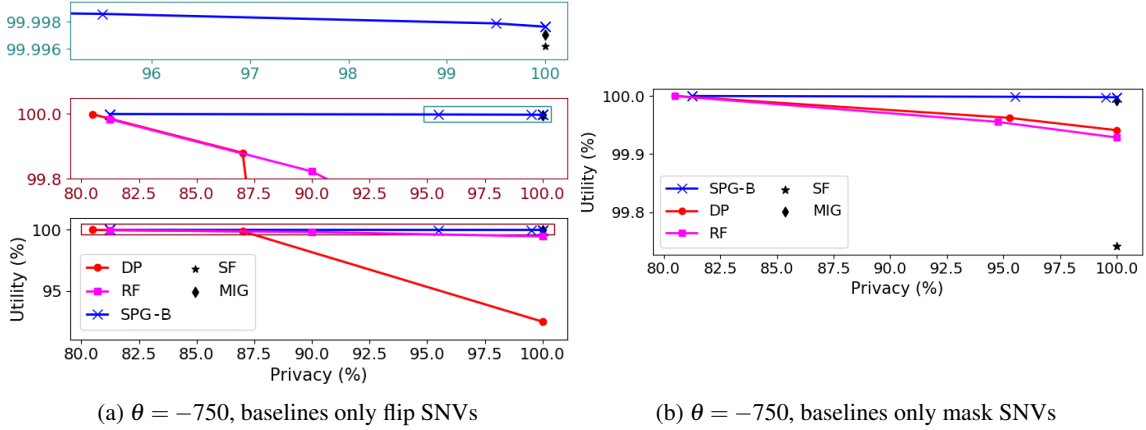 99.998
99.996
96 97 98 99 100
100.0
99.8
80.0 82.5 85.0 87.5 90.0 92.5 95.0 97.5 100.0
100
95
Utility (%)
DP SF
RF MIG
SPG-B
80.0 82.5 85.0 87.5 90.0 92.5 95.0 97.5 100.0
Privacy (%)
(a) θ = −750, baselines only flip SNVs
100.0
99.9
99.8
Utility (%)
SPG-B SF
DP MIG
RF
80.0 82.5 85.0 87.5 90.0 92.5 95.0 97.5 100.0
Privacy (%)
(b) θ = −750, baselines only mask SNVs